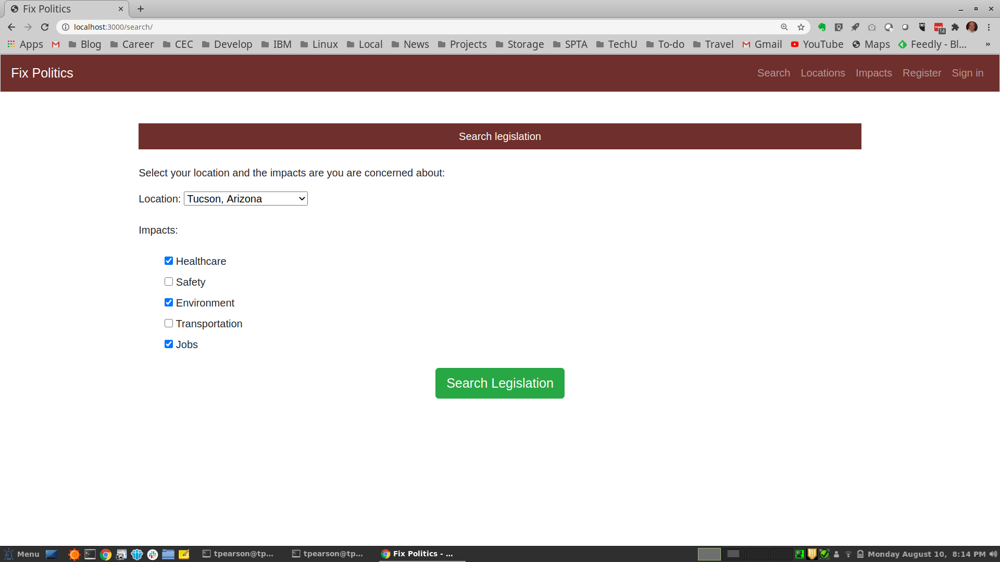 Fix Politics
localhost:3000/search/
Apps Blog Career CEC Develop IBM Linux Local News Projects Storage SPTA TechU To-do Travel Gmail YouTube Maps Feedly - Bl... »
14
Fix Politics Search Locations Impacts Register Sign in
Search legislation
Select your location and the impacts are you are concerned about:
Location: Tucson, Arizona
Impacts:
Healthcare
Safety
Environment
Transportation
Jobs
Search Legislation
Menu tpearson@tp... tpearson@tp... Fix Politics - ... Monday August 10, 8:14 PM